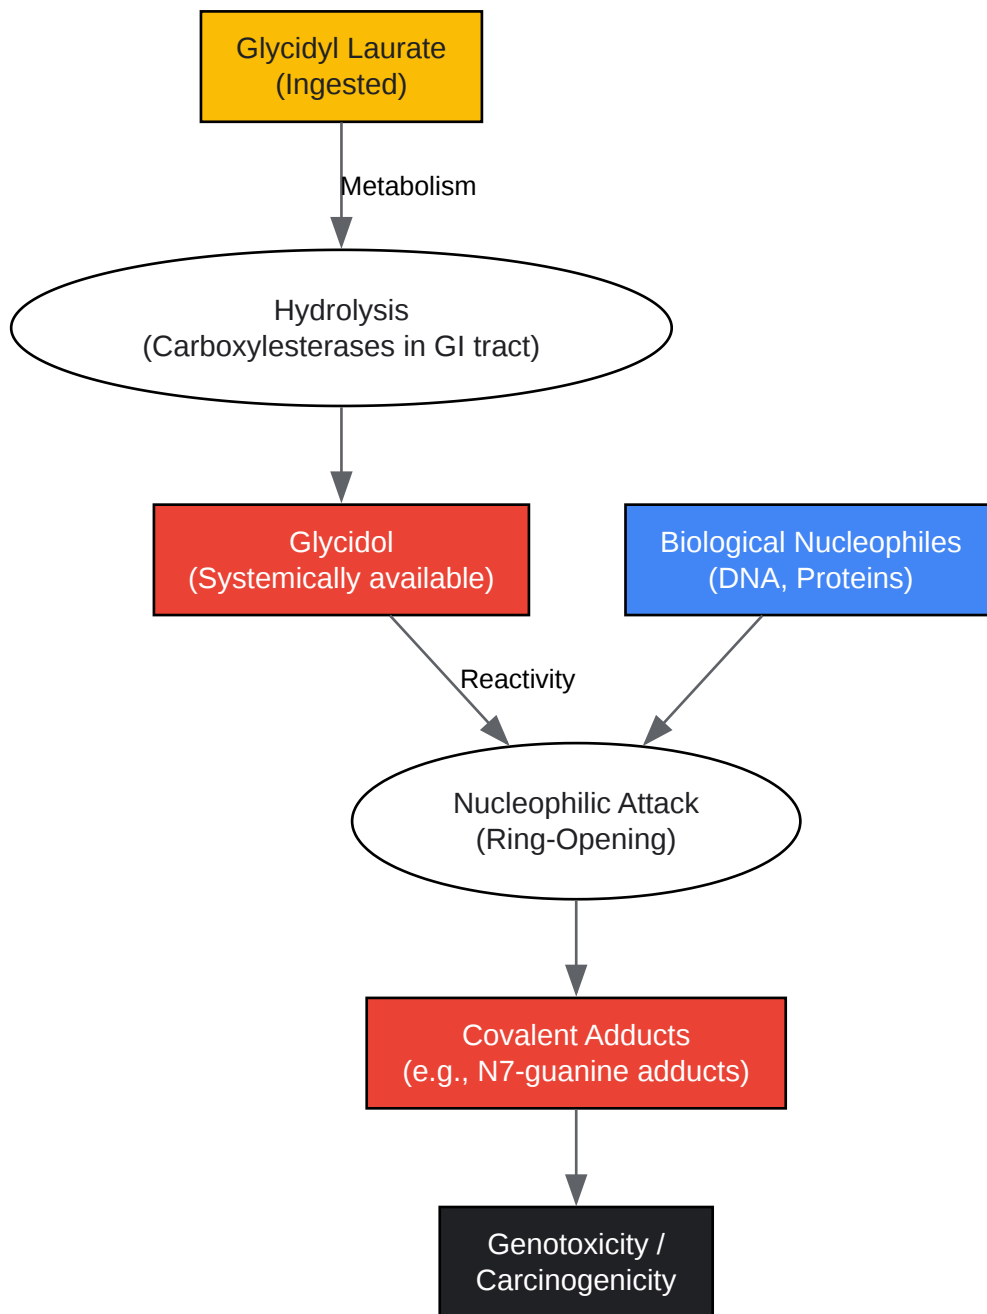 Glycidyl Laurate
(Ingested)
Metabolism
Hydrolysis
(Carboxylesterases in GI tract)
Glycidol
(Systemically available)
Biological Nucleophiles
(DNA, Proteins)
Reactivity
Nucleophilic Attack
(Ring-Opening)
Covalent Adducts
(e.g., N7-guanine adducts)
Genotoxicity /
Carcinogenicity